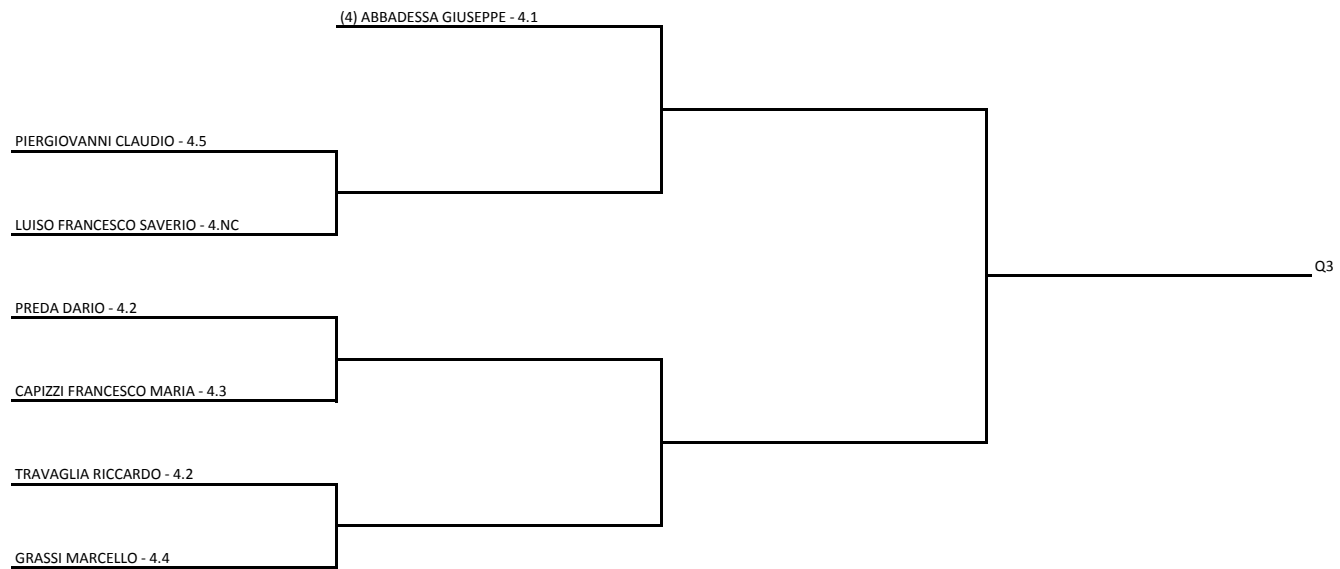 (4) ABBADESSA GIUSEPPE - 4.1
PIERGIOVANNI CLAUDIO - 4.5
LUISO FRANCESCO SAVERIO - 4.NC
Q3
PREDA DARIO - 4.2
CAPIZZI FRANCESCO MARIA - 4.3
TRAVAGLIA RICCARDO - 4.2
GRASSI MARCELLO - 4.4